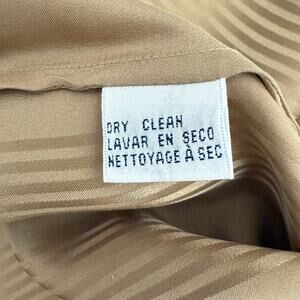 DRY CLEAN
LAVAR EN SECO
NETTOYAGE À SEC